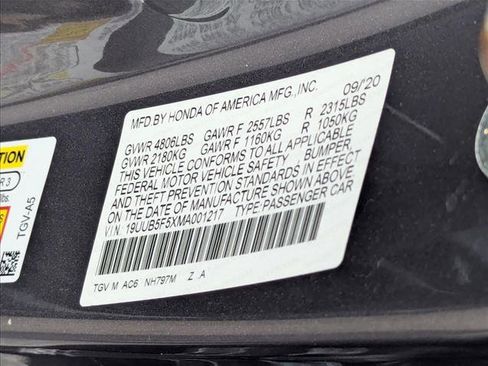 MFD BY HONDA OF AMERICA MFG.,INC. 09/20
GVWR 4806LBS GAWR F 2557LBS R 2315LBS
GVWR 2180KG GAWR F 1160KG R 1050KG
THIS VEHICLE CONFORMS TO ALL APPLICABLE
FEDERAL MOTOR VEHICLE SAFETY , BUMPER,
AND THEFT PREVENTION STANDARDS IN EFFECT
ON THE DATE OF MANUFACTURE SHOWN ABOVE.
V I N: 19UUB5F5XMA001217 TYPE:PASSENGER CAR
TGV M AC6 NH797M Z A
TION
R 3
lbs.
TGV-A5